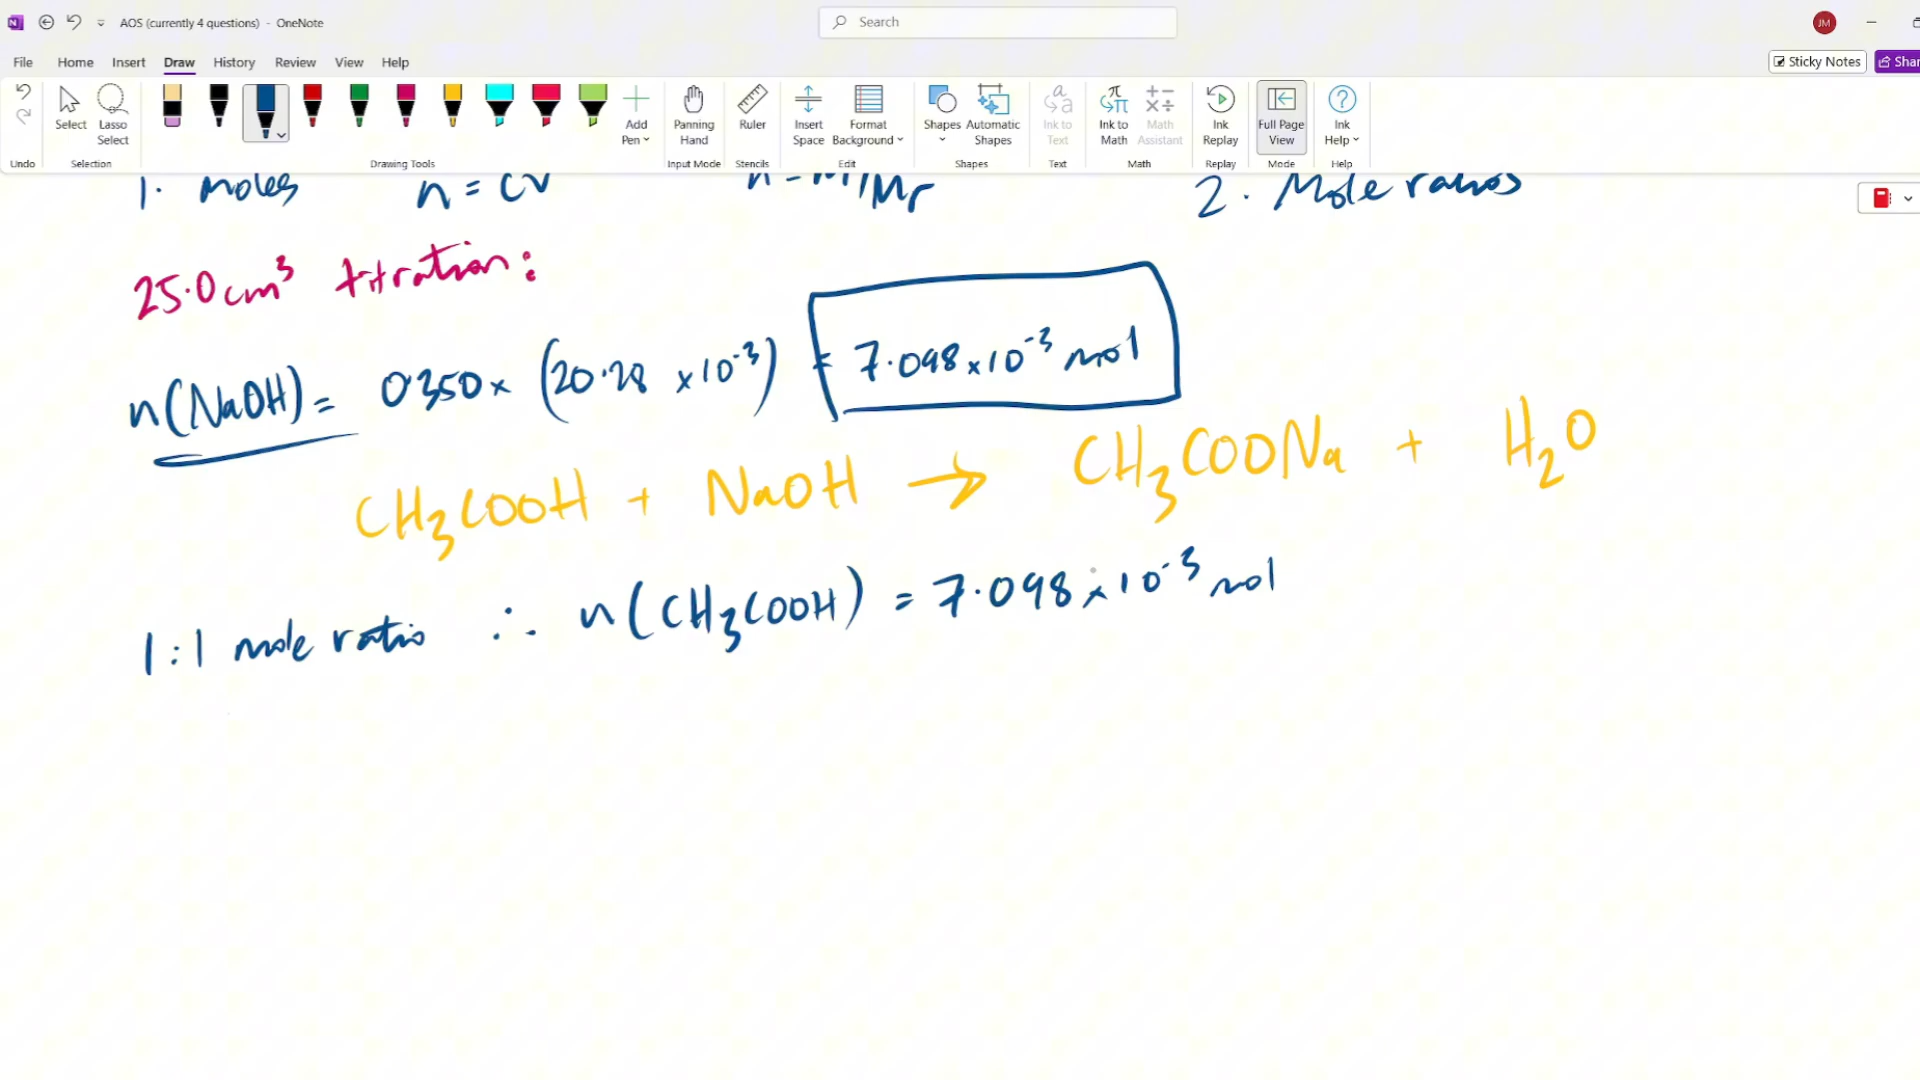 AOS (currently 4 questions) - OneNote
Search
JM
File Home Insert Draw History Review View Help
Sticky Notes
Shar
Undo
Select
Lasso Select
Selection
Drawing Tools
Add Pen
Panning Hand
Input Mode
Ruler
Stencils
Insert Space
Format Background
Edit
Shapes
Automatic Shapes
Shapes
Ink to Text
Text
Ink to Math
Math Assistant
Math
Ink Replay
Replay
Full Page View
Mode
Ink Help
Help
1. moles n = CV n = M/Mr 2. Mole ratios
25.0cm³ titration:
n(NaOH) = 0.350 × (20.28 × 10⁻³) = 7.098 × 10⁻³ mol
CH₃COOH + NaOH → CH₃COONa + H₂O
1:1 mole ratio ∴ n(CH₃COOH) = 7.098 × 10⁻³ mol